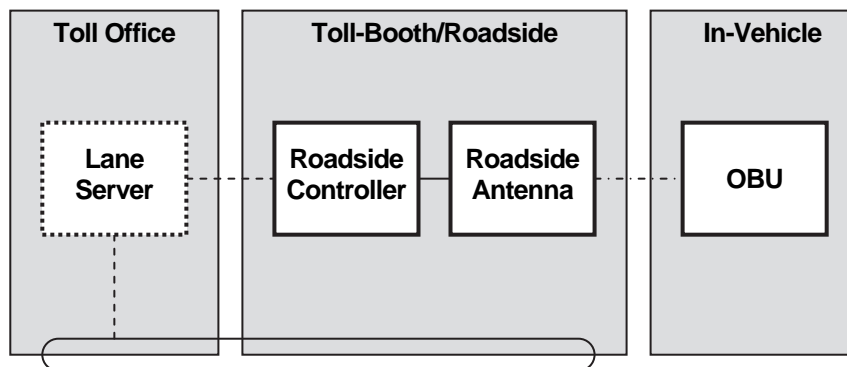 Toll Office
Toll-Booth/Roadside
In-Vehicle
Lane
Server
Roadside
Controller
Roadside
Antenna
OBU